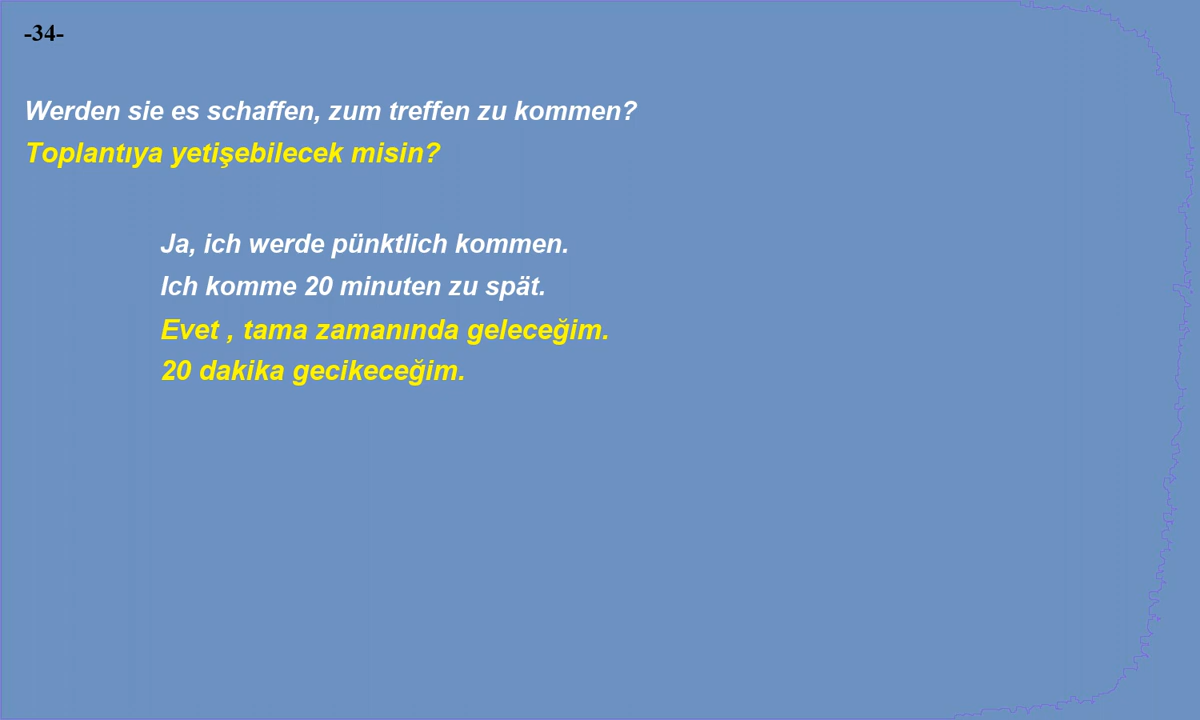 -34-
Werden sie es schaffen, zum treffen zu kommen?
Toplantıya yetişebilecek misin?
Ja, ich werde pünktlich kommen.
Ich komme 20 minuten zu spät.
Evet , tama zamanında geleceğim.
20 dakika gecikeceğim.